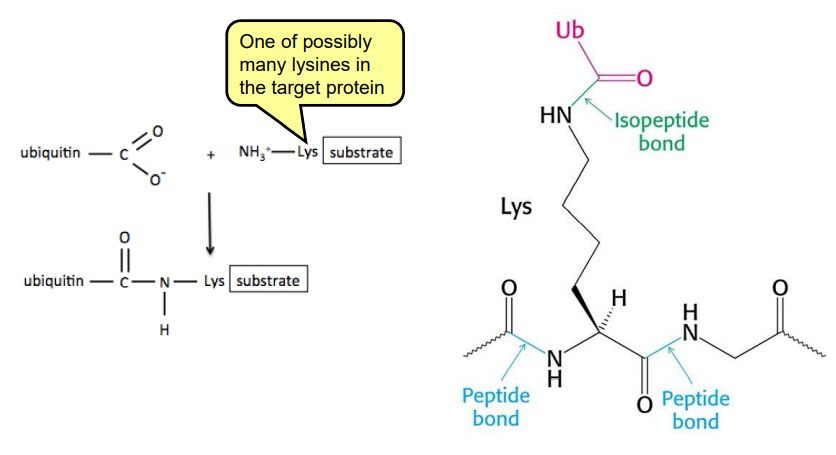 One of possibly
many lysines in
the target protein
ubiquitin — C
O
O⁻
+
NH₃⁺—Lys substrate
O
ubiquitin — C — N — Lys substrate
H
Ub
O
HN
Isopeptide
bond
Lys
O
H
N
H
O
H
N
O
Peptide
bond
Peptide
bond